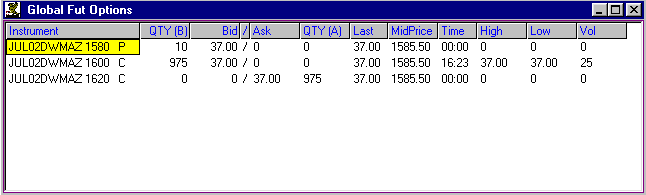 Global Fut Options
Instrument QTY (B) Bid / Ask QTY (A) Last MidPrice Time High Low Vol
JUL02DWMAZ 1580 P 10 37.00 / 0 0 37.00 1585.50 00:00 0 0 0
JUL02DWMAZ 1600 C 975 37.00 / 0 0 37.00 1585.50 16:23 37.00 37.00 25
JUL02DWMAZ 1620 C 0 0 / 37.00 975 37.00 1585.50 00:00 0 0 0